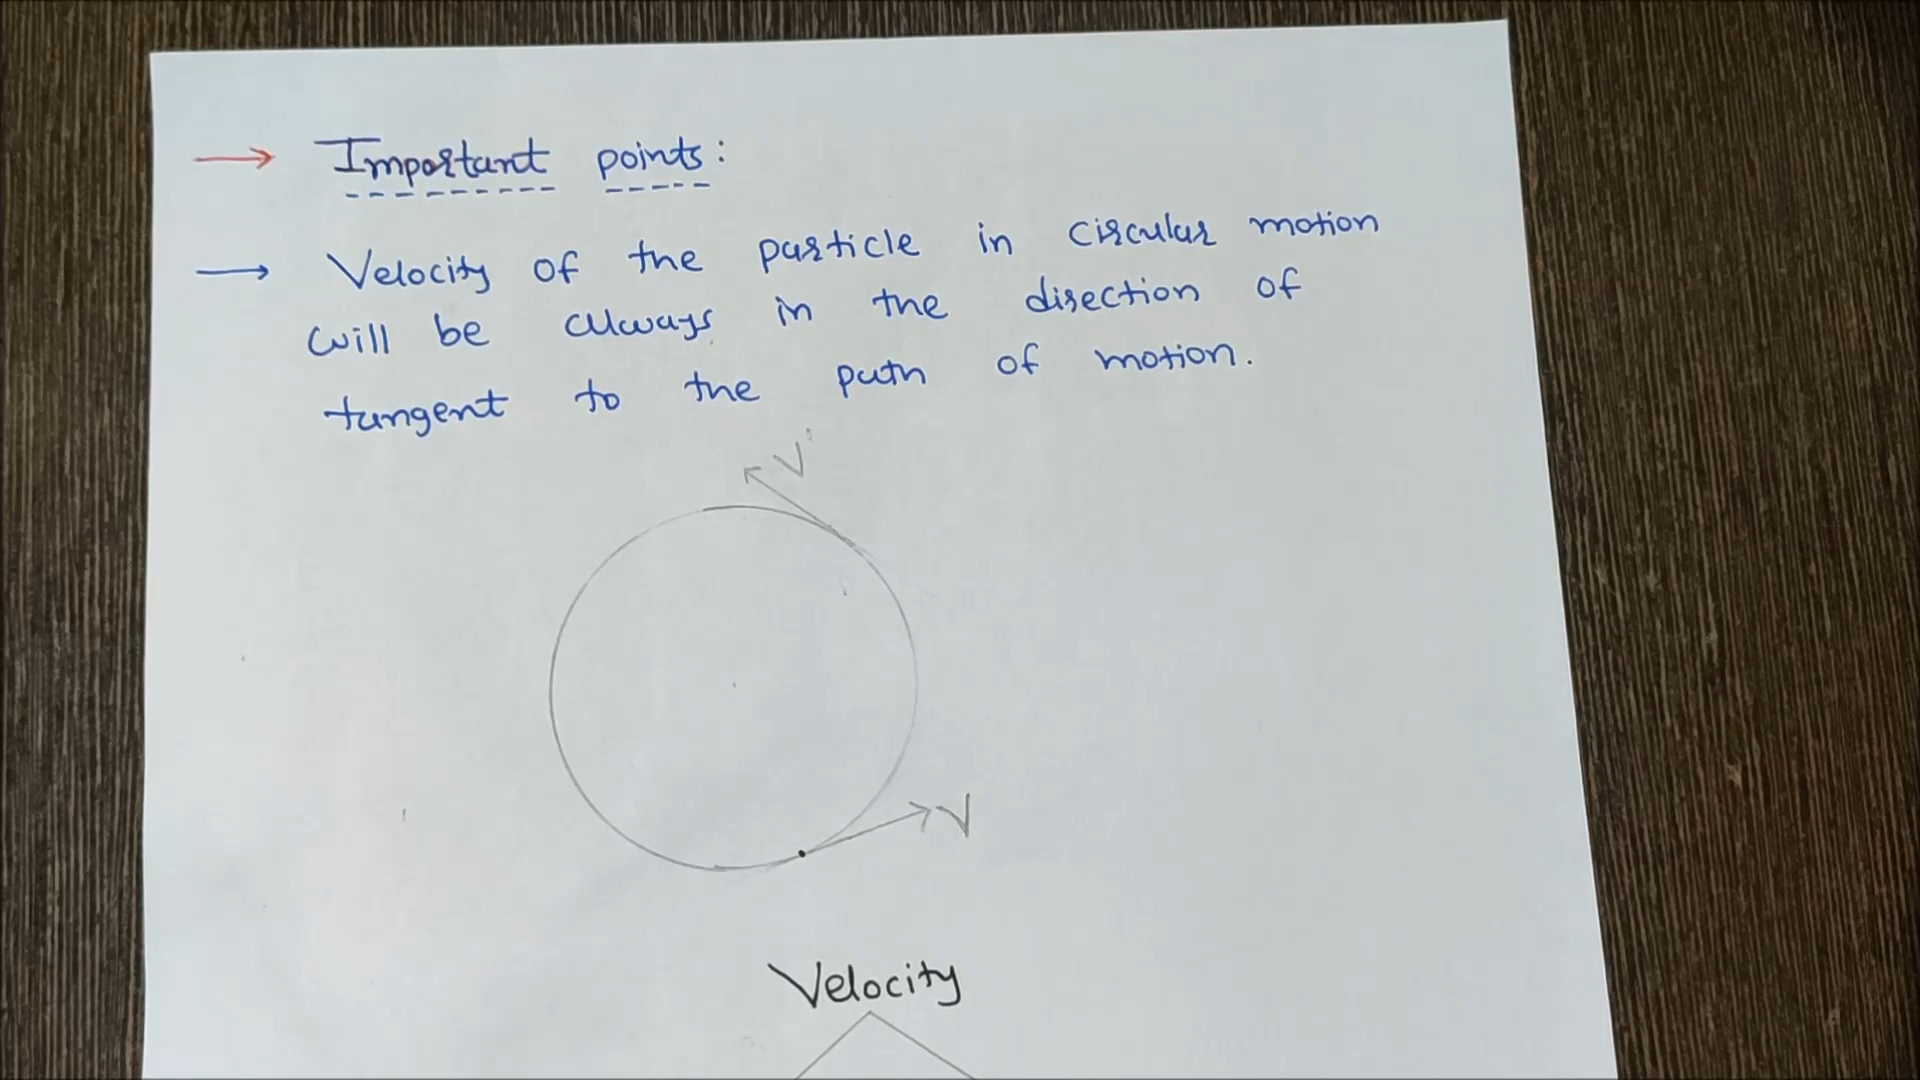 → Important points:
→ Velocity of the particle in circular motion
will be always in the direction of
tangent to the path of motion.
V
V
Velocity